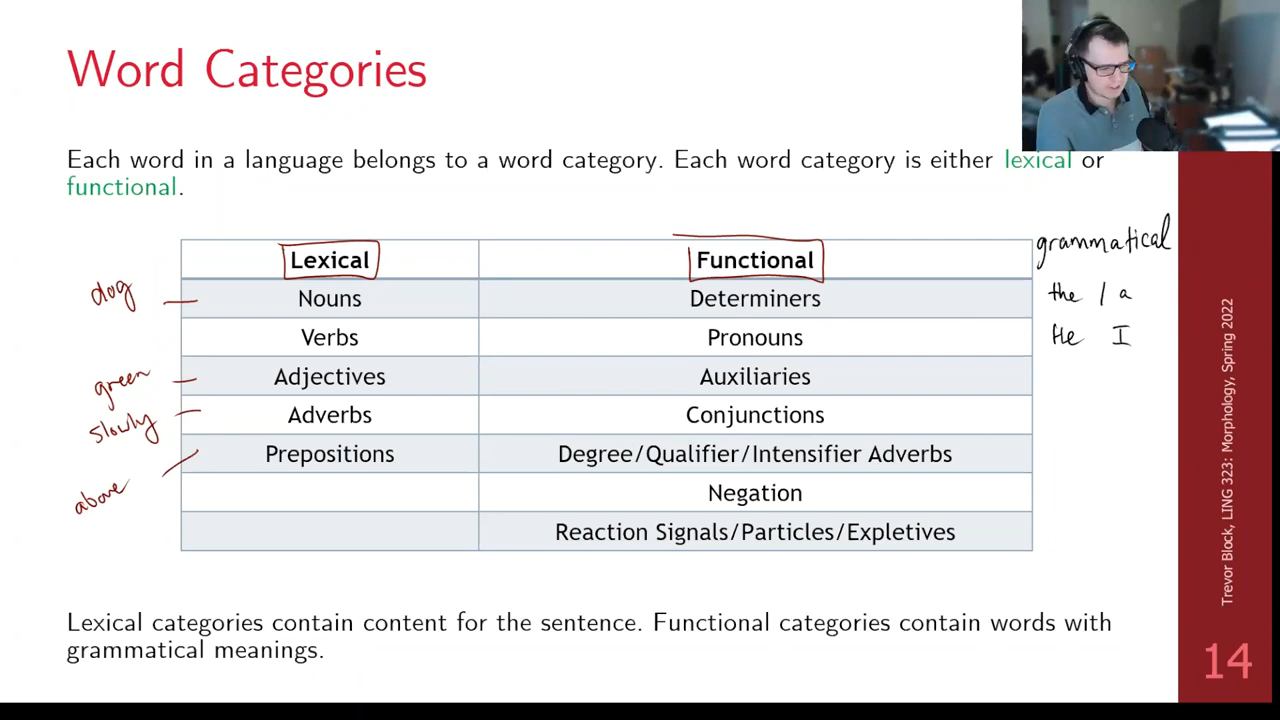 Word Categories
Each word in a language belongs to a word category. Each word category is either lexical or
functional.
grammatical
Lexical Functional
dog Nouns Determiners the / a
Verbs Pronouns He I
green Adjectives Auxiliaries
slowly Adverbs Conjunctions
above Prepositions Degree/Qualifier/Intensifier Adverbs
Negation
Reaction Signals/Particles/Expletives
Lexical categories contain content for the sentence. Functional categories contain words with
grammatical meanings.
Trevor Block, LING 323: Morphology, Spring 2022
14